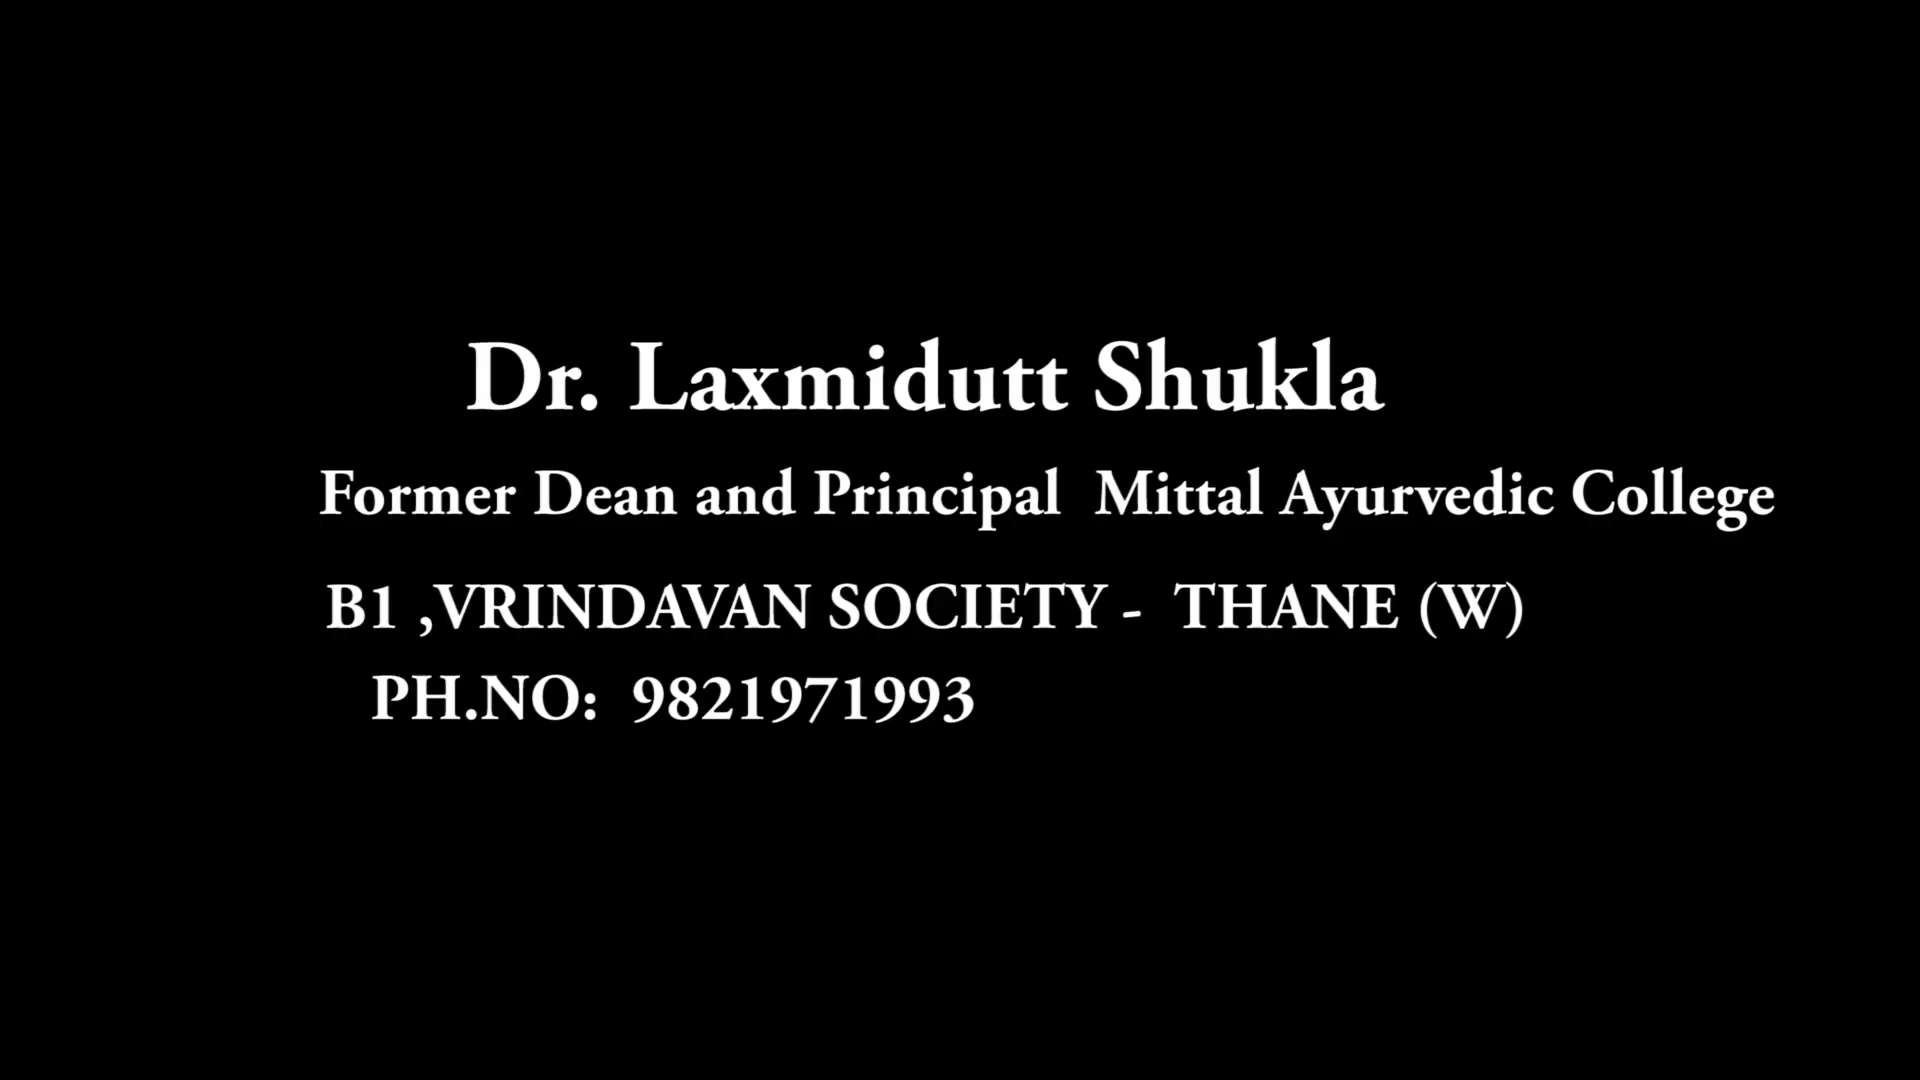 Dr. Laxmidutt Shukla
Former Dean and Principal  Mittal Ayurvedic College
B1 ,VRINDAVAN SOCIETY -  THANE (W)
PH.NO:  9821971993